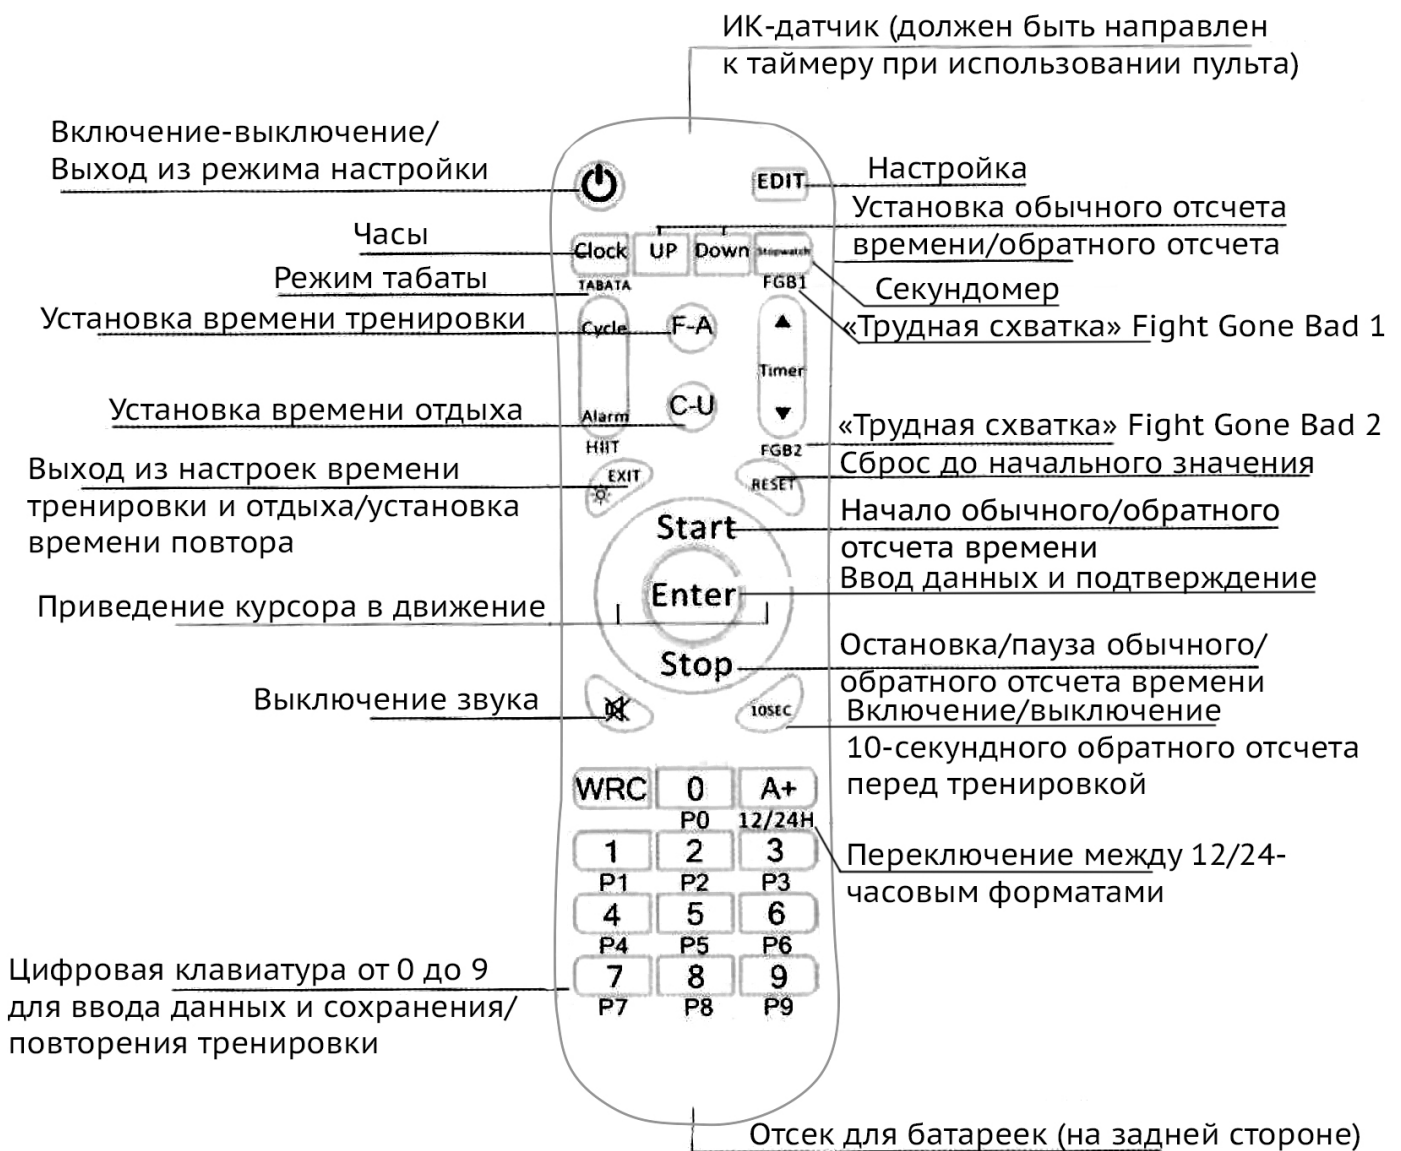 ИК-датчик (должен быть направлен
к таймеру при использовании пульта)
Включение-выключение/
Выход из режима настройки
EDIT
Настройка
Установка обычного отсчета
времени/обратного отсчета
Часы
Clock
UP
Down
Stopwatch
Режим табаты
TABATA
FGB1
Секундомер
Установка времени тренировки
Cycle
F-A
«Трудная схватка» Fight Gone Bad 1
Timer
Установка времени отдыха
Alarm
C-U
«Трудная схватка» Fight Gone Bad 2
HIIT
FGB2
Выход из настроек времени
тренировки и отдыха/установка
времени повтора
EXIT
RESET
Сброс до начального значения
Start
Начало обычного/обратного
отсчета времени
Enter
Ввод данных и подтверждение
Приведение курсора в движение
Stop
Остановка/пауза обычного/
обратного отсчета времени
Выключение звука
10SEC
Включение/выключение
10-секундного обратного отсчета
перед тренировкой
WRC 0 A+
P0 12/24H
Переключение между 12/24-
часовым форматами
1 2 3
P1 P2 P3
4 5 6
P4 P5 P6
7 8 9
P7 P8 P9
Цифровая клавиатура от 0 до 9
для ввода данных и сохранения/
повторения тренировки
Отсек для батареек (на задней стороне)